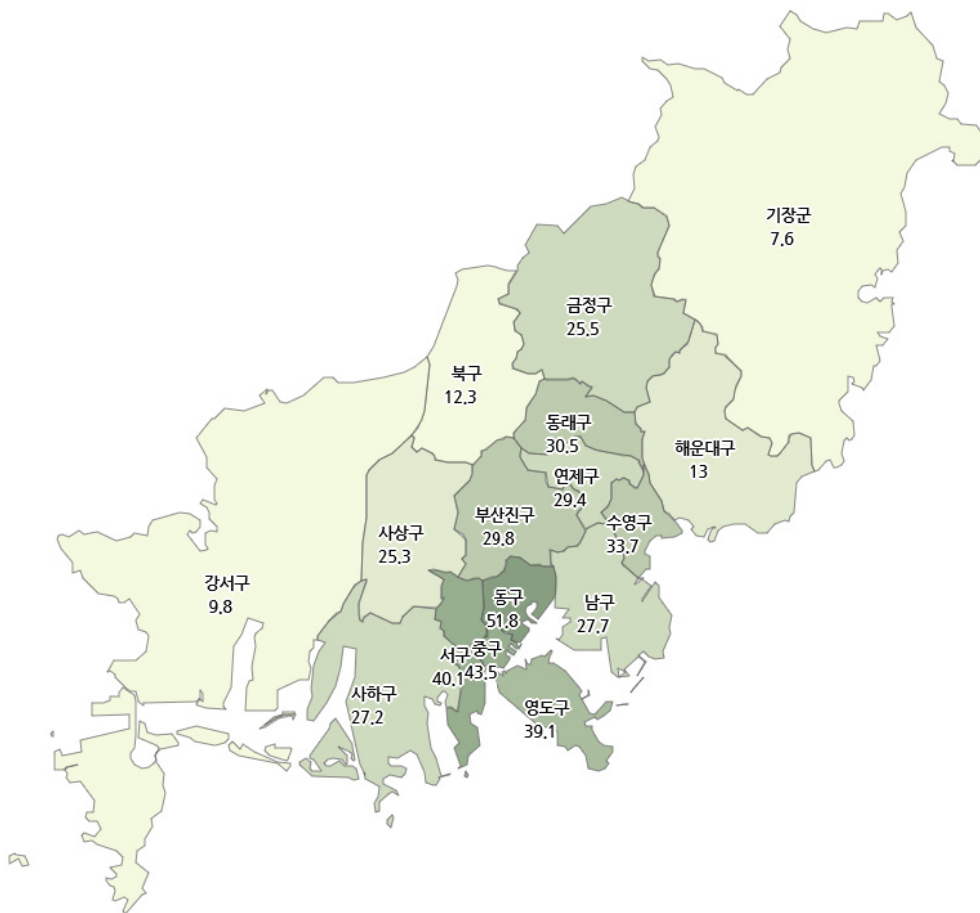 기장군
7.6
금정구
25.5
북구
12.3
동래구
30.5
해운대구
13
연제구
29.4
부산진구
29.8
수영구
33.7
사상구
25.3
강서구
9.8
동구
51.8
남구
27.7
서구
40.1
중구
43.5
사하구
27.2
영도구
39.1